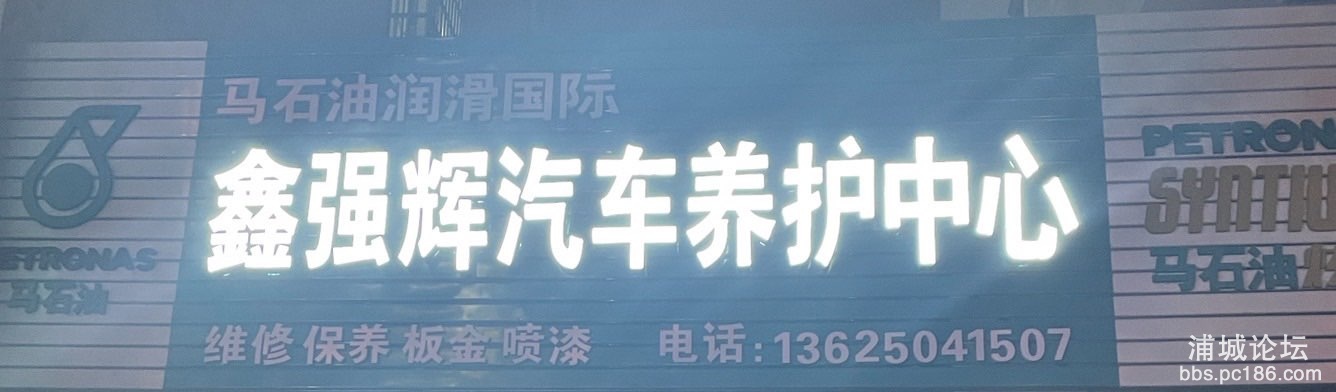 马石油润滑国际
鑫强辉汽车养护中心
维修 保养 板金 喷漆 电话:13625041507
PETRONAS
马石油
PETRONA
SYNTIU
马石油
浦城论坛
bbs.pc186.com